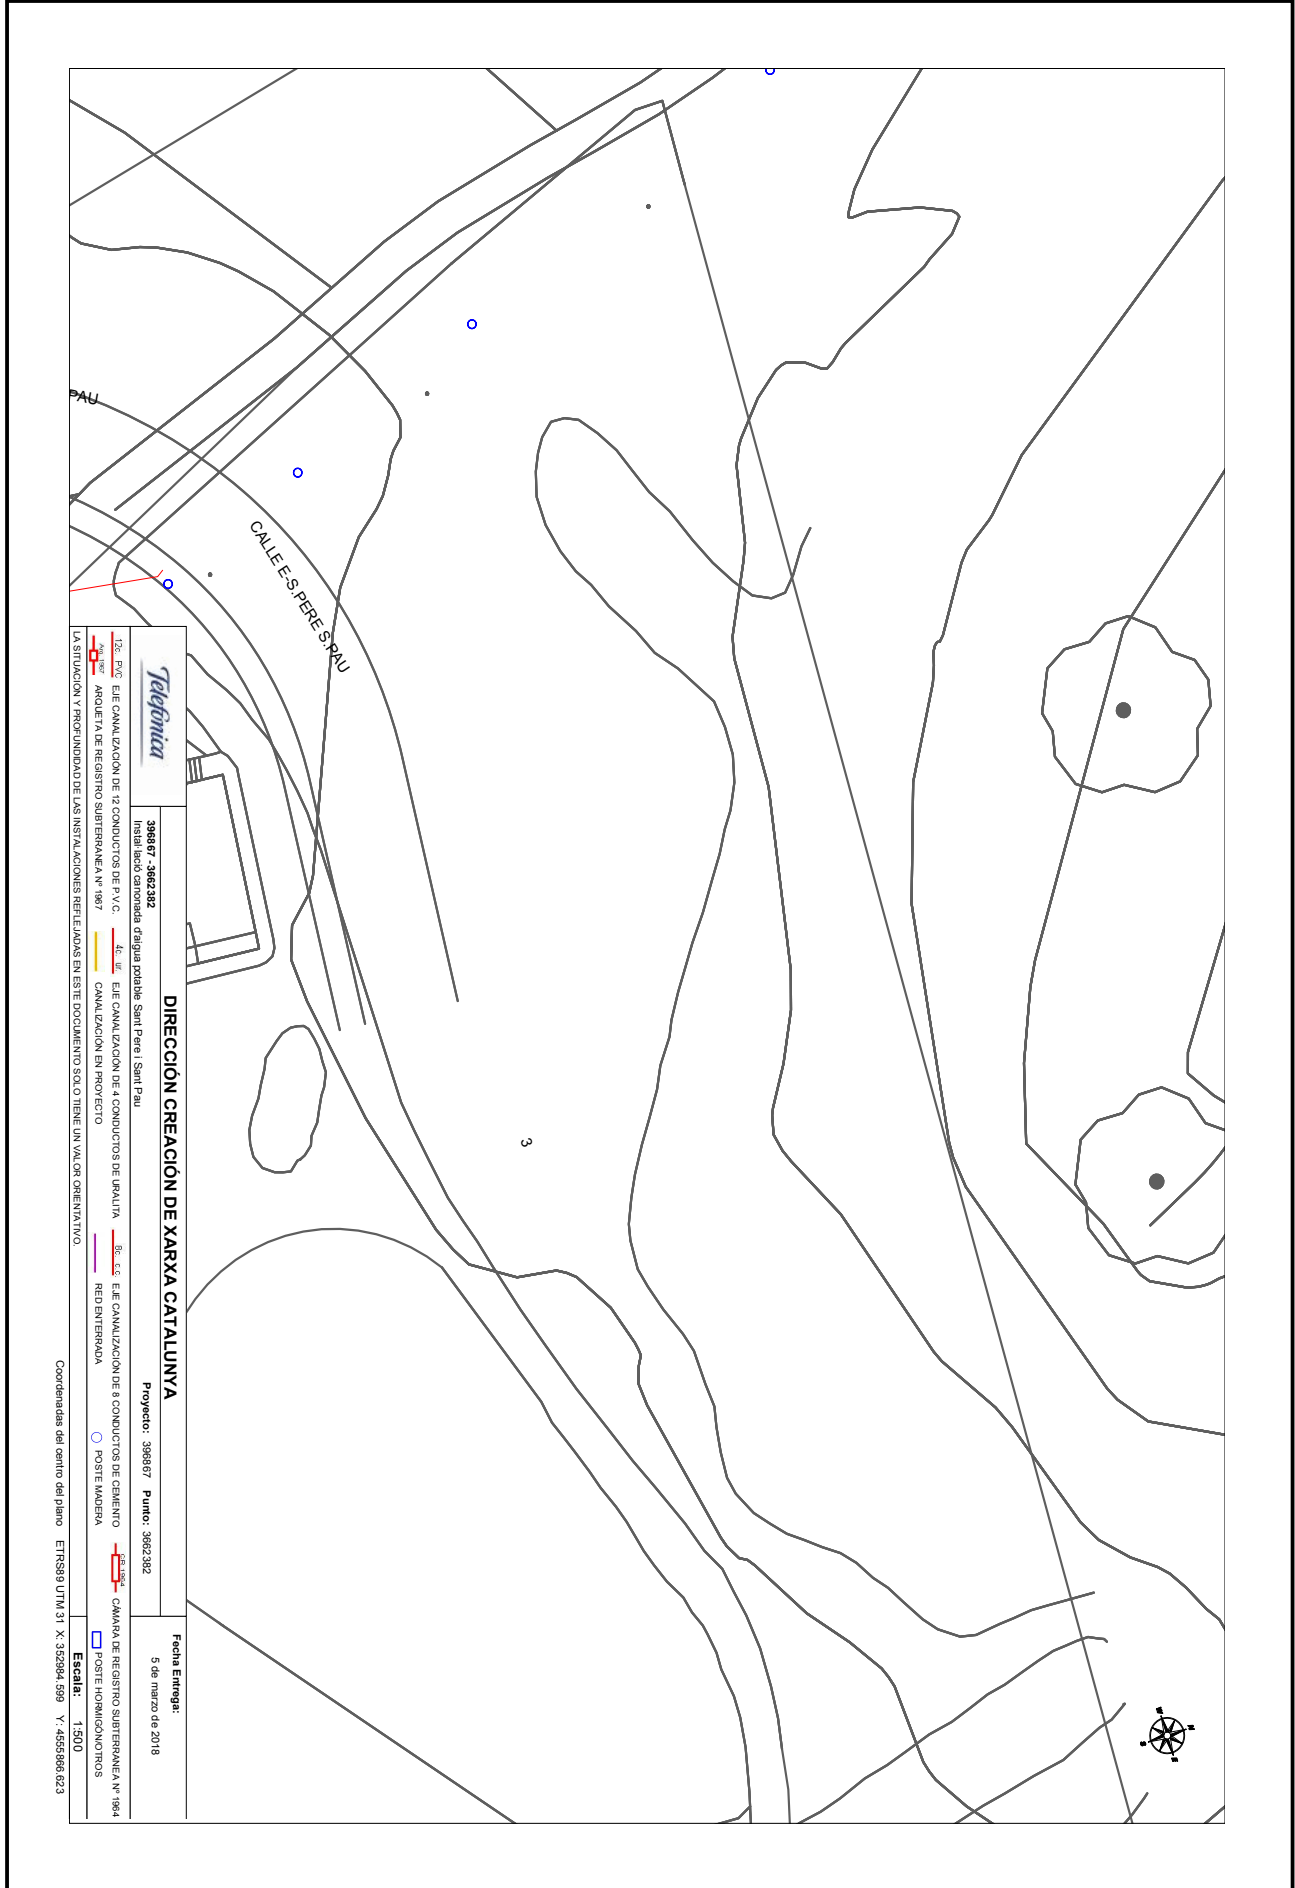 PAU
CALLE E-S.PERE S.PAU
3
Telefónica
DIRECCIÓN CREACIÓN DE XARXA CATALUNYA
396867 - 3662382
Instal·lació canonada d'aigua potable Sant Pere i Sant Pau
Proyecto: 396867 Punto: 3662382
Fecha Entrega:
5 de marzo de 2018
12c. PVC EJE CANALIZACIÓN DE 12 CONDUCTOS DE P.V.C. 4c. ur. EJE CANALIZACIÓN DE 4 CONDUCTOS DE URALITA 8c. c.c. EJE CANALIZACIÓN DE 8 CONDUCTOS DE CEMENTO C.R. 1964 CÁMARA DE REGISTRO SUBTERRANEA Nº 1964
Arq. 1967 ARQUETA DE REGISTRO SUBTERRANEA Nº 1967 CANALIZACIÓN EN PROYECTO RED ENTERRADA POSTE MADERA POSTE HORMIGÓN/OTROS
LA SITUACIÓN Y PROFUNDIDAD DE LAS INSTALACIONES REFLEJADAS EN ESTE DOCUMENTO SOLO TIENE UN VALOR ORIENTATIVO.
Escala: 1:500
Coordenadas del centro del plano ETRS89 UTM 31 X: 352984.599 Y: 4555866.623
N
E
S
W